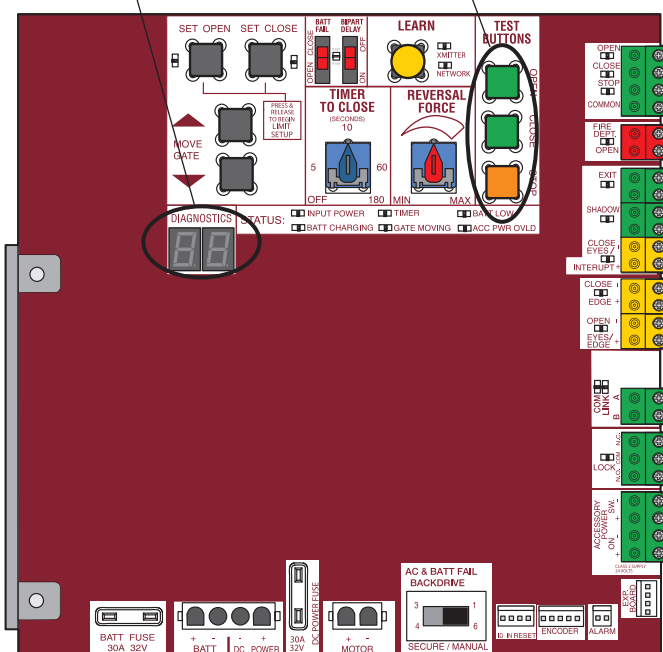 SET OPEN SET CLOSE
BATT FAIL
BIPART DELAY
OPEN CLOSE
ON OFF
LEARN
XMITTER
NETWORK
TEST BUTTONS
OPEN
CLOSE
STOP
PRESS & RELEASE TO BEGIN LIMIT SETUP
MOVE GATE
TIMER TO CLOSE
(SECONDS)
10
5 60
OFF 180
REVERSAL FORCE
MIN MAX
DIAGNOSTICS
STATUS: INPUT POWER TIMER BATT LOW
BATT CHARGING GATE MOVING ACC PWR OVLD
OPEN
CLOSE
STOP
COMMON
FIRE DEPT. OPEN
EXIT
SHADOW
CLOSE EYES/
INTERUPT +
CLOSE -
EDGE +
OPEN -
EYES/ EDGE +
COM LINK
A
B
N.C.
COM
N.O.
LOCK
ACCESSORY POWER
SW. - +
ON - +
CLASS 2 SUPPLY
24 VOLTS
BATT FUSE
30A 32V
+ - - +
BATT DC POWER
DC POWER FUSE
30A 32V
+ -
MOTOR
AC & BATT FAIL
BACKDRIVE
3 1
4 6
SECURE / MANUAL
RESET
ENCODER
ALARM
EXP. BOARD